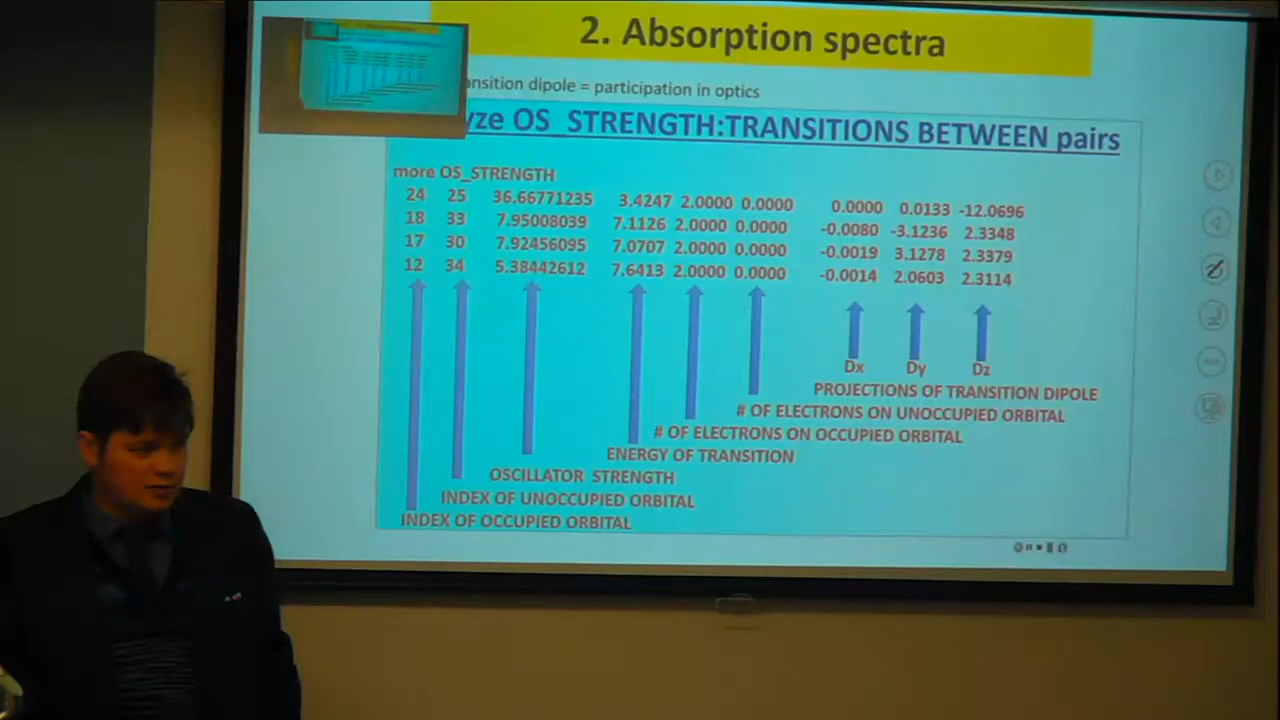 2. Absorption spectra
dipole = participation in optics
OS_STRENGTH:TRANSITIONS BETWEEN pairs
more OS_STRENGTH
24 25 36.66771235 3.4247 2.0000 0.0000 0.0000 0.0133 -12.0696
18 33 7.95008039 7.1126 2.0000 0.0000 -0.0080 -3.1236 2.3348
17 30 7.92456095 7.0707 2.0000 0.0000 -0.0019 3.1278 2.3379
12 34 5.38442612 7.6413 2.0000 0.0000 -0.0014 2.0603 2.3114
Dx Dy Dz
PROJECTIONS OF TRANSITION DIPOLE
# OF ELECTRONS ON UNOCCUPIED ORBITAL
# OF ELECTRONS ON OCCUPIED ORBITAL
ENERGY OF TRANSITION
OSCILLATOR STRENGTH
INDEX OF UNOCCUPIED ORBITAL
INDEX OF OCCUPIED ORBITAL